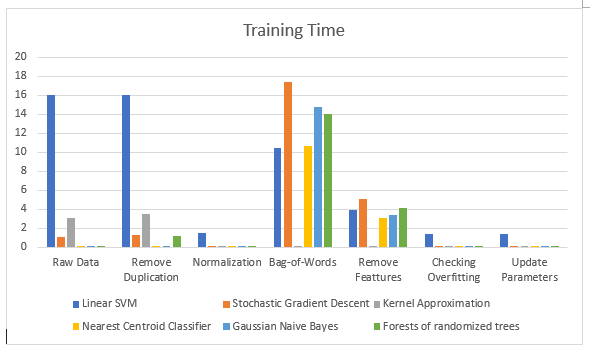 Training Time
20
18
16
14
12
10
8
6
4
2
0
Raw Data
Remove
Duplication
Normalization
Bag-of-Words
Remove
Feattures
Checking
Overfitting
Update
Parameters
Linear SVM
Stochastic Gradient Descent
Kernel Approximation
Nearest Centroid Classifier
Gaussian Naive Bayes
Forests of randomized trees